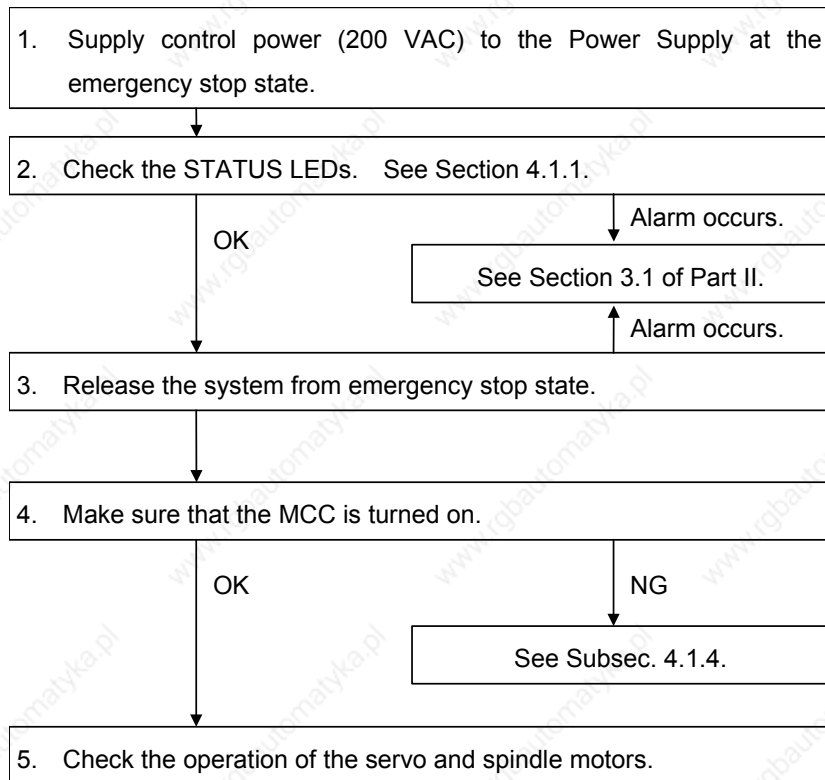 1. Supply control power (200 VAC) to the Power Supply at the
emergency stop state.
2. Check the STATUS LEDs. See Section 4.1.1.
Alarm occurs.
OK
See Section 3.1 of Part II.
Alarm occurs.
3. Release the system from emergency stop state.
4. Make sure that the MCC is turned on.
OK
NG
See Subsec. 4.1.4.
5. Check the operation of the servo and spindle motors.
www.rgbautomatyka.pl